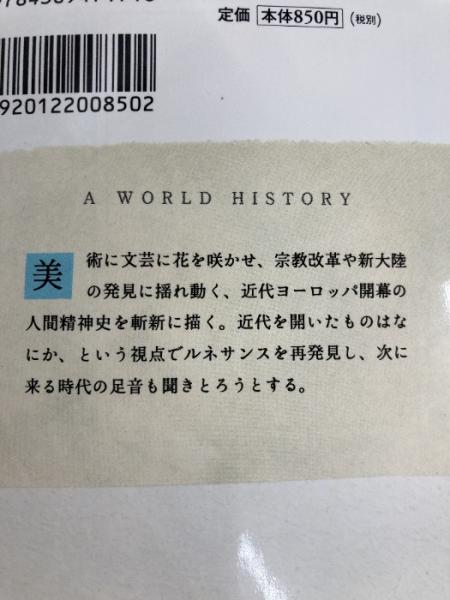 定価 本体850円 (税別)
920122008502
A WORLD HISTORY
美術に文芸に花を咲かせ、宗教改革や新大陸
の発見に揺れ動く、近代ヨーロッパ開幕の
人間精神史を斬新に描く。近代を開いたものはな
にか、という視点でルネサンスを再発見し、次に
来る時代の足音も聞きとろうとする。